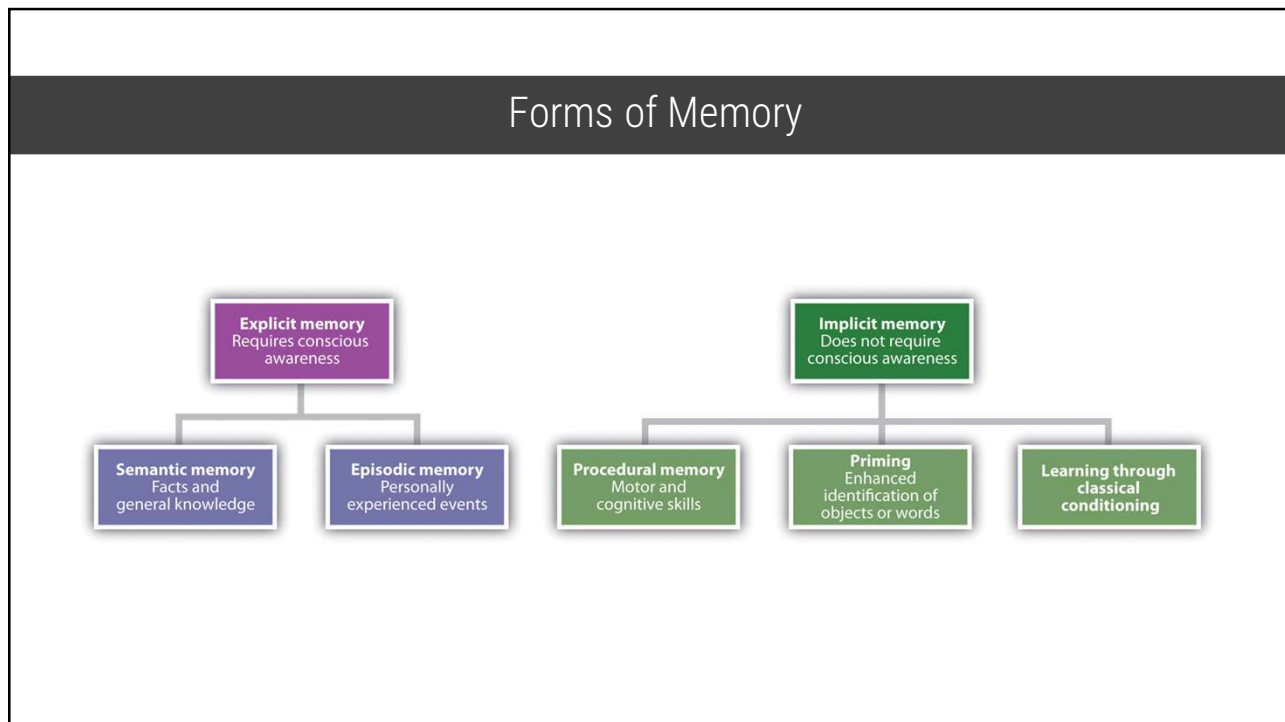 Forms of Memory
Explicit memory
Requires conscious
awareness
Implicit memory
Does not require
conscious awareness
Semantic memory
Facts and
general knowledge
Episodic memory
Personally
experienced events
Procedural memory
Motor and
cognitive skills
Priming
Enhanced
identification of
objects or words
Learning through
classical
conditioning